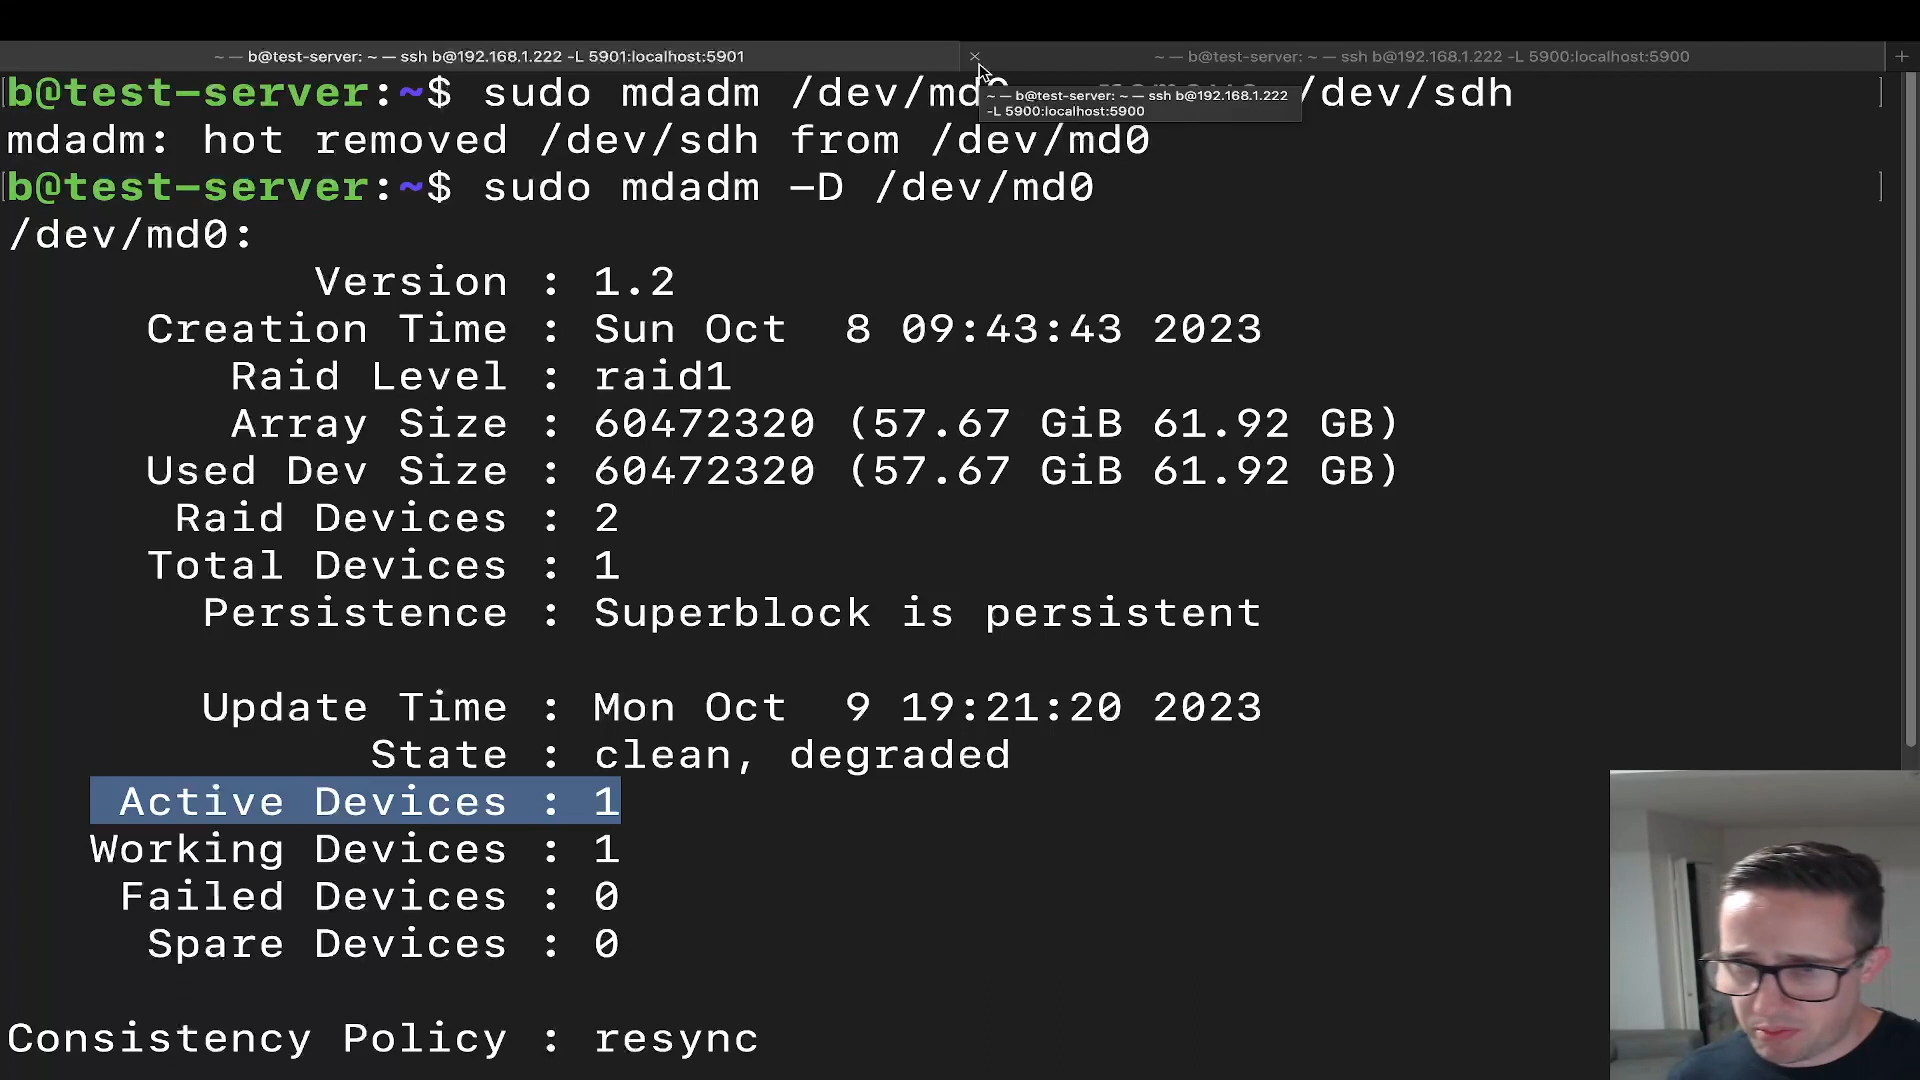 ~ — b@test-server: ~ — ssh b@192.168.1.222 -L 5901:localhost:5901
~ — b@test-server: ~ — ssh b@192.168.1.222 -L 5900:localhost:5900
b@test-server:~$ sudo mdadm /dev/md0 /dev/sdh
~ — b@test-server: ~ — ssh b@192.168.1.222
-L 5900:localhost:5900
mdadm: hot removed /dev/sdh from /dev/md0
b@test-server:~$ sudo mdadm -D /dev/md0
/dev/md0:
Version : 1.2
Creation Time : Sun Oct 8 09:43:43 2023
Raid Level : raid1
Array Size : 60472320 (57.67 GiB 61.92 GB)
Used Dev Size : 60472320 (57.67 GiB 61.92 GB)
Raid Devices : 2
Total Devices : 1
Persistence : Superblock is persistent
Update Time : Mon Oct 9 19:21:20 2023
State : clean, degraded
Active Devices : 1
Working Devices : 1
Failed Devices : 0
Spare Devices : 0
Consistency Policy : resync